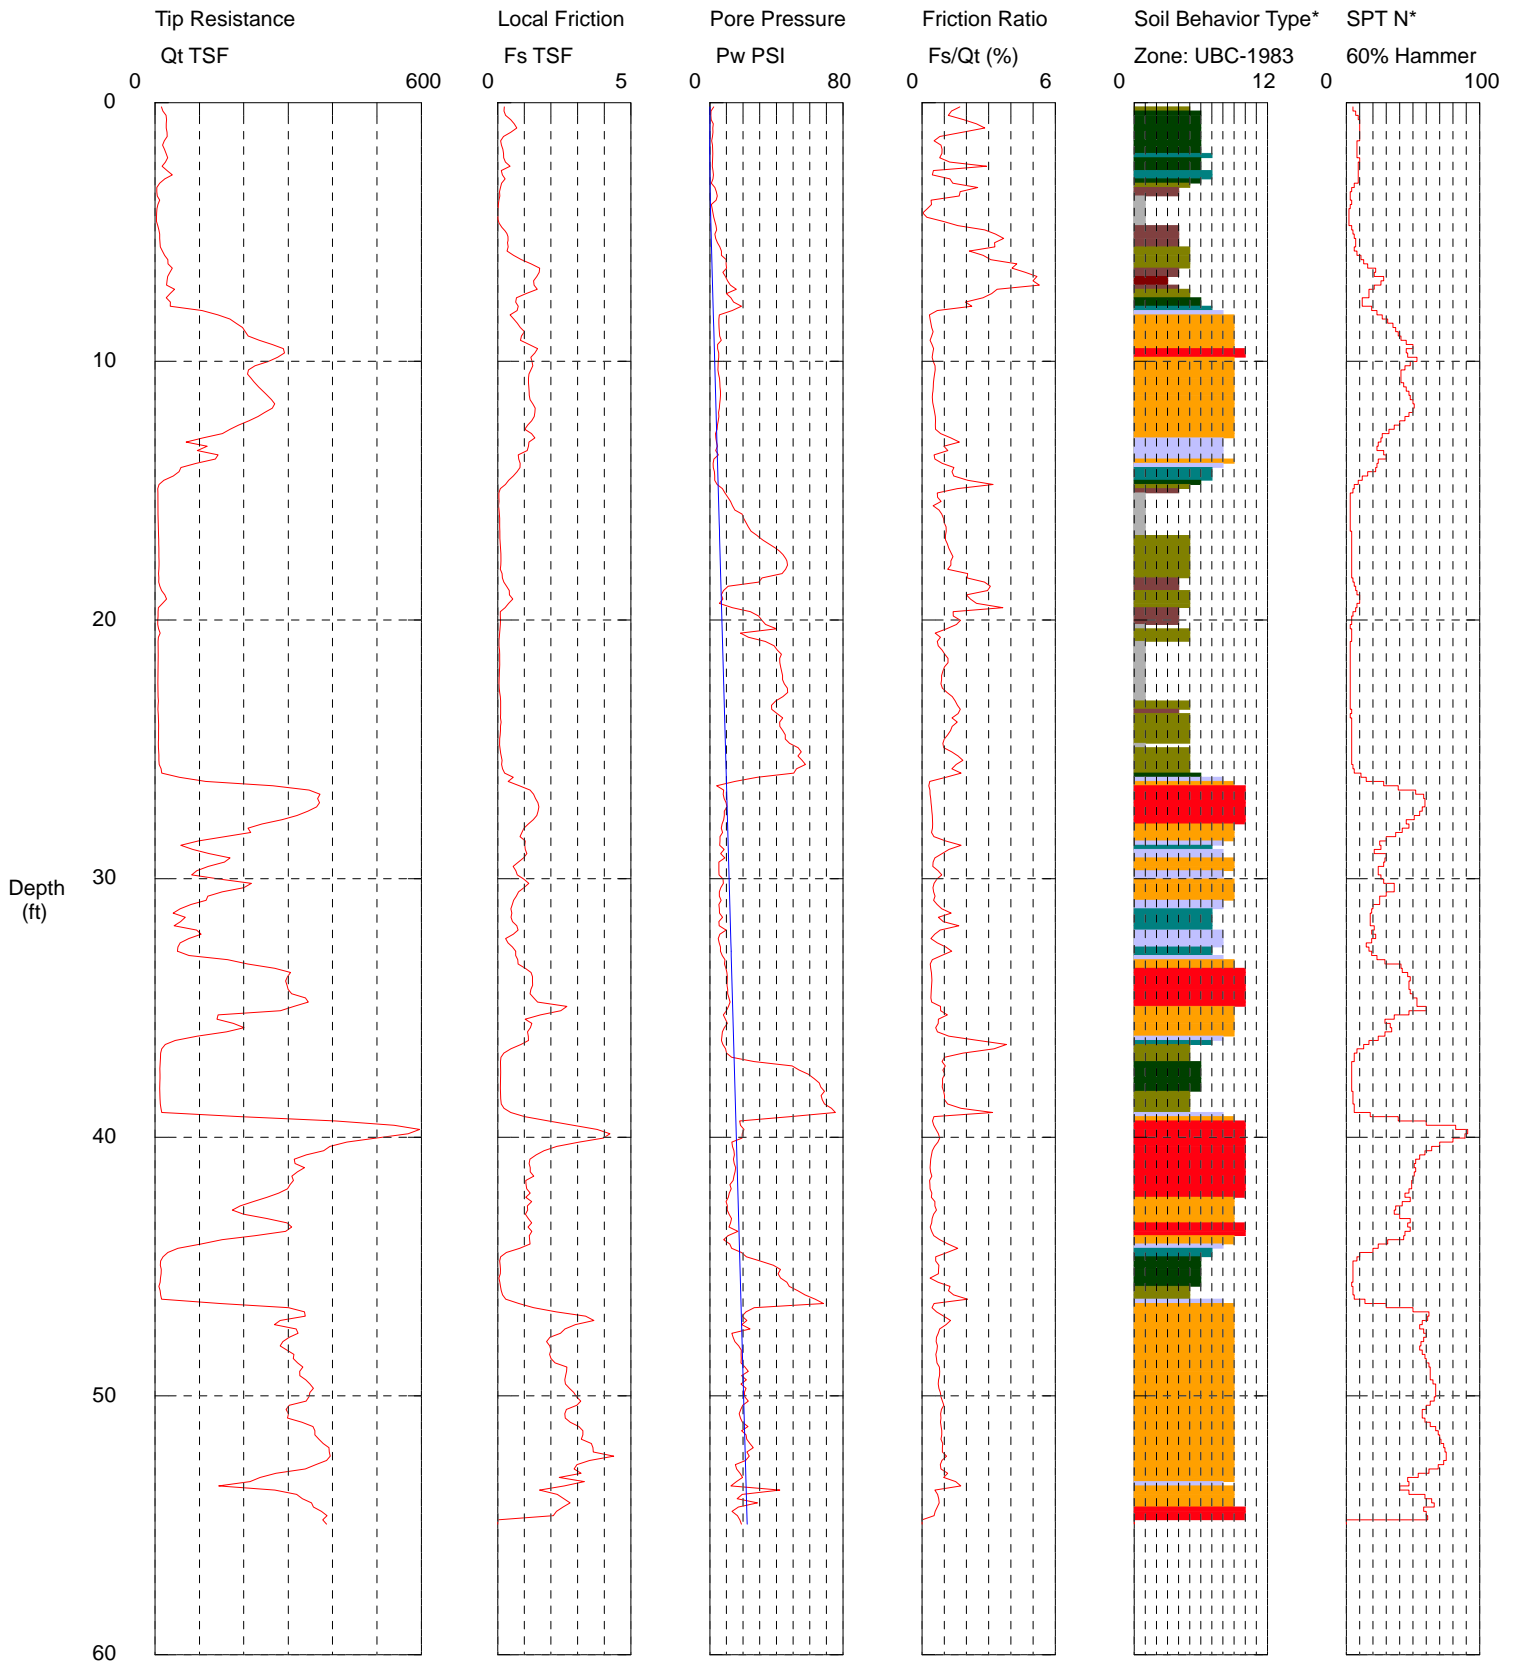 Tip Resistance Local Friction Pore Pressure Friction Ratio Soil Behavior Type* SPT N*
Qt TSF Fs TSF Pw PSI Fs/Qt (%) Zone: UBC-1983 60% Hammer
0 600 0 5 0 80 0 6 0 12 0 100
0
10
20
30
Depth
(ft)
40
50
60